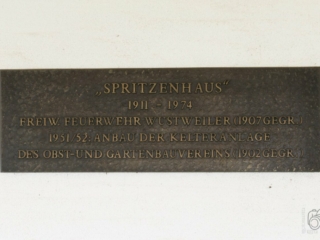 „SPRITZENHAUS"
1911 - 1974
FREIW. FEUERWEHR WUSTWEILER (1907 GEGR.)
1951/52 ANBAU DER KELTERANLAGE
DES OBST-UND GARTENBAUVEREINS (1902 GEGR.)